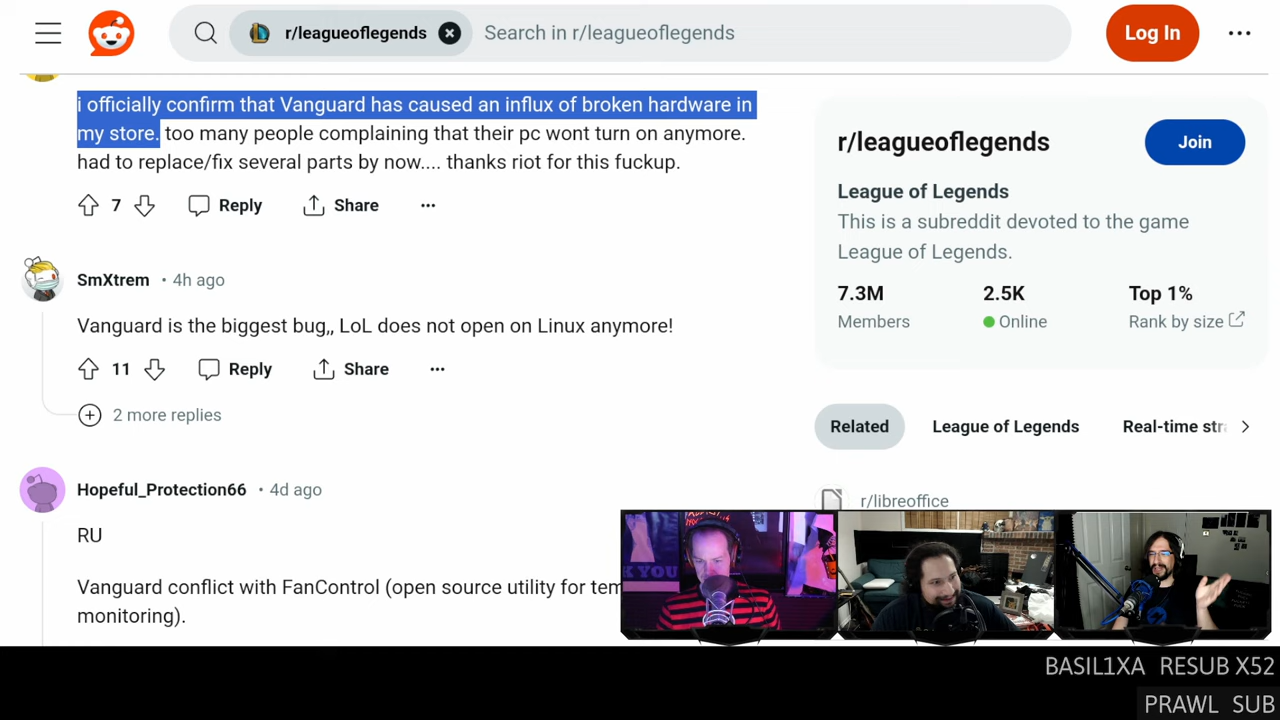 r/leagueoflegends
Search in r/leagueoflegends
Log In
i officially confirm that Vanguard has caused an influx of broken hardware in
my store. too many people complaining that their pc wont turn on anymore.
had to replace/fix several parts by now.... thanks riot for this fuckup.
7
Reply
Share
SmXtrem • 4h ago
Vanguard is the biggest bug,, LoL does not open on Linux anymore!
11
Reply
Share
2 more replies
Hopeful_Protection66 • 4d ago
RU
Vanguard conflict with FanControl (open source utility for tem
monitoring).
r/leagueoflegends
Join
League of Legends
This is a subreddit devoted to the game
League of Legends.
7.3M
2.5K
Top 1%
Members
Online
Rank by size
Related
League of Legends
Real-time str
r/libreoffice
K YOU
BASIL1XA RESUB X52
PRAWL SUB